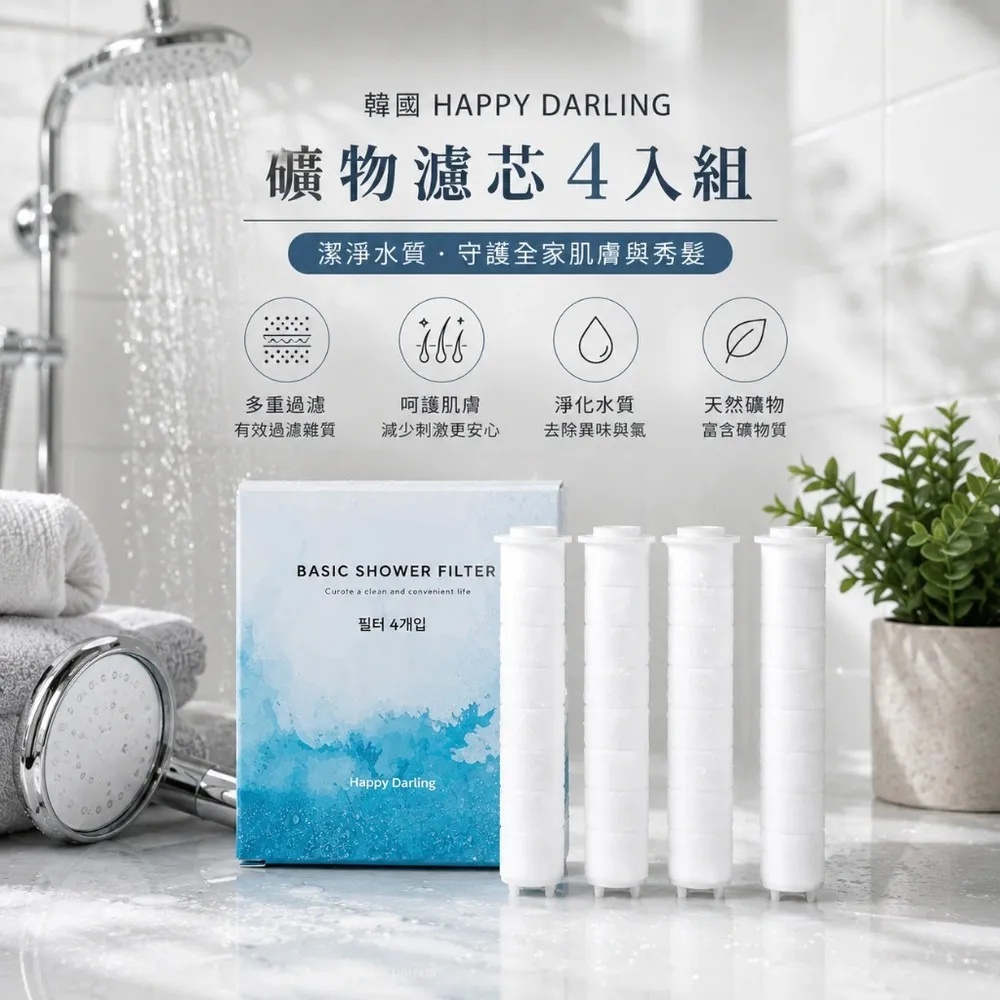 韓國 HAPPY DARLING
礦物濾芯4入組
潔淨水質・守護全家肌膚與秀髮
多重過濾
有效過濾雜質
呵護肌膚
減少刺激更安心
淨化水質
去除異味與氯
天然礦物
富含礦物質
BASIC SHOWER FILTER
Curate a clean and convenient life
필터 4개입
Happy Darling